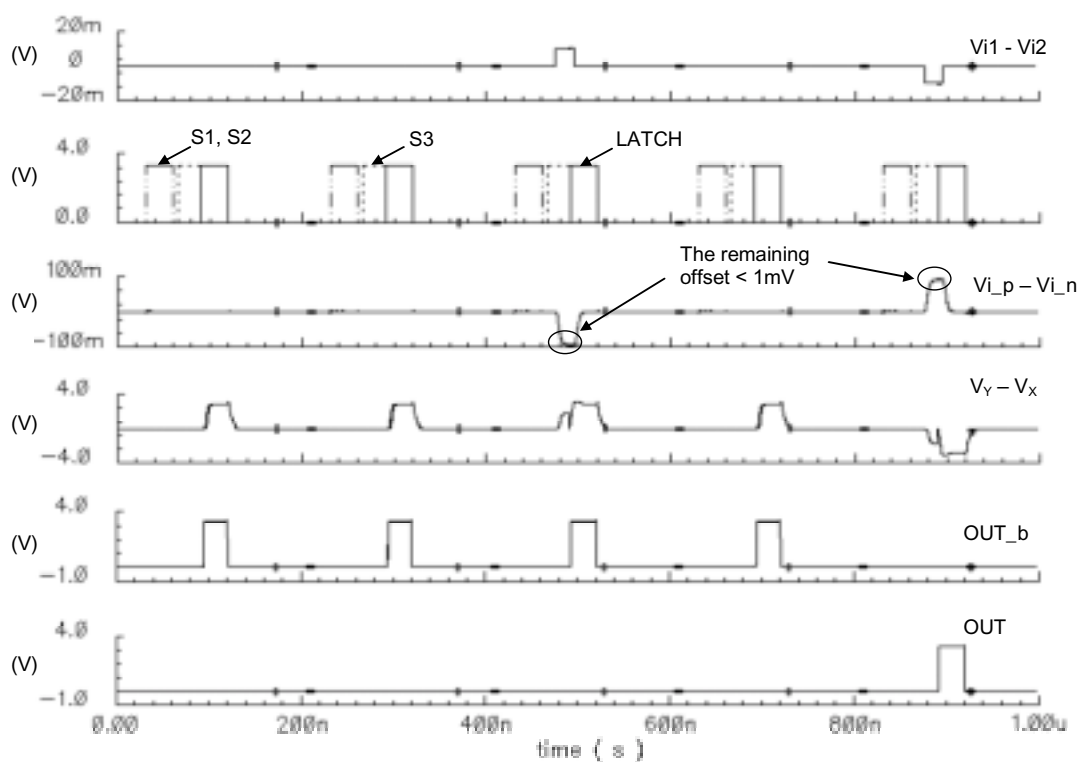 20m
(V)
0
Vi1 - Vi2
−20m
S1, S2
S3
LATCH
4.0
(V)
0.0
The remaining
offset < 1mV
100m
(V)
Vi_p – Vi_n
−100m
4.0
V_Y – V_X
(V)
−4.0
4.0
(V)
OUT_b
−1.0
4.0
OUT
(V)
−1.0
0.00 200n 400n 600n 800n 1.00u
time ( s )